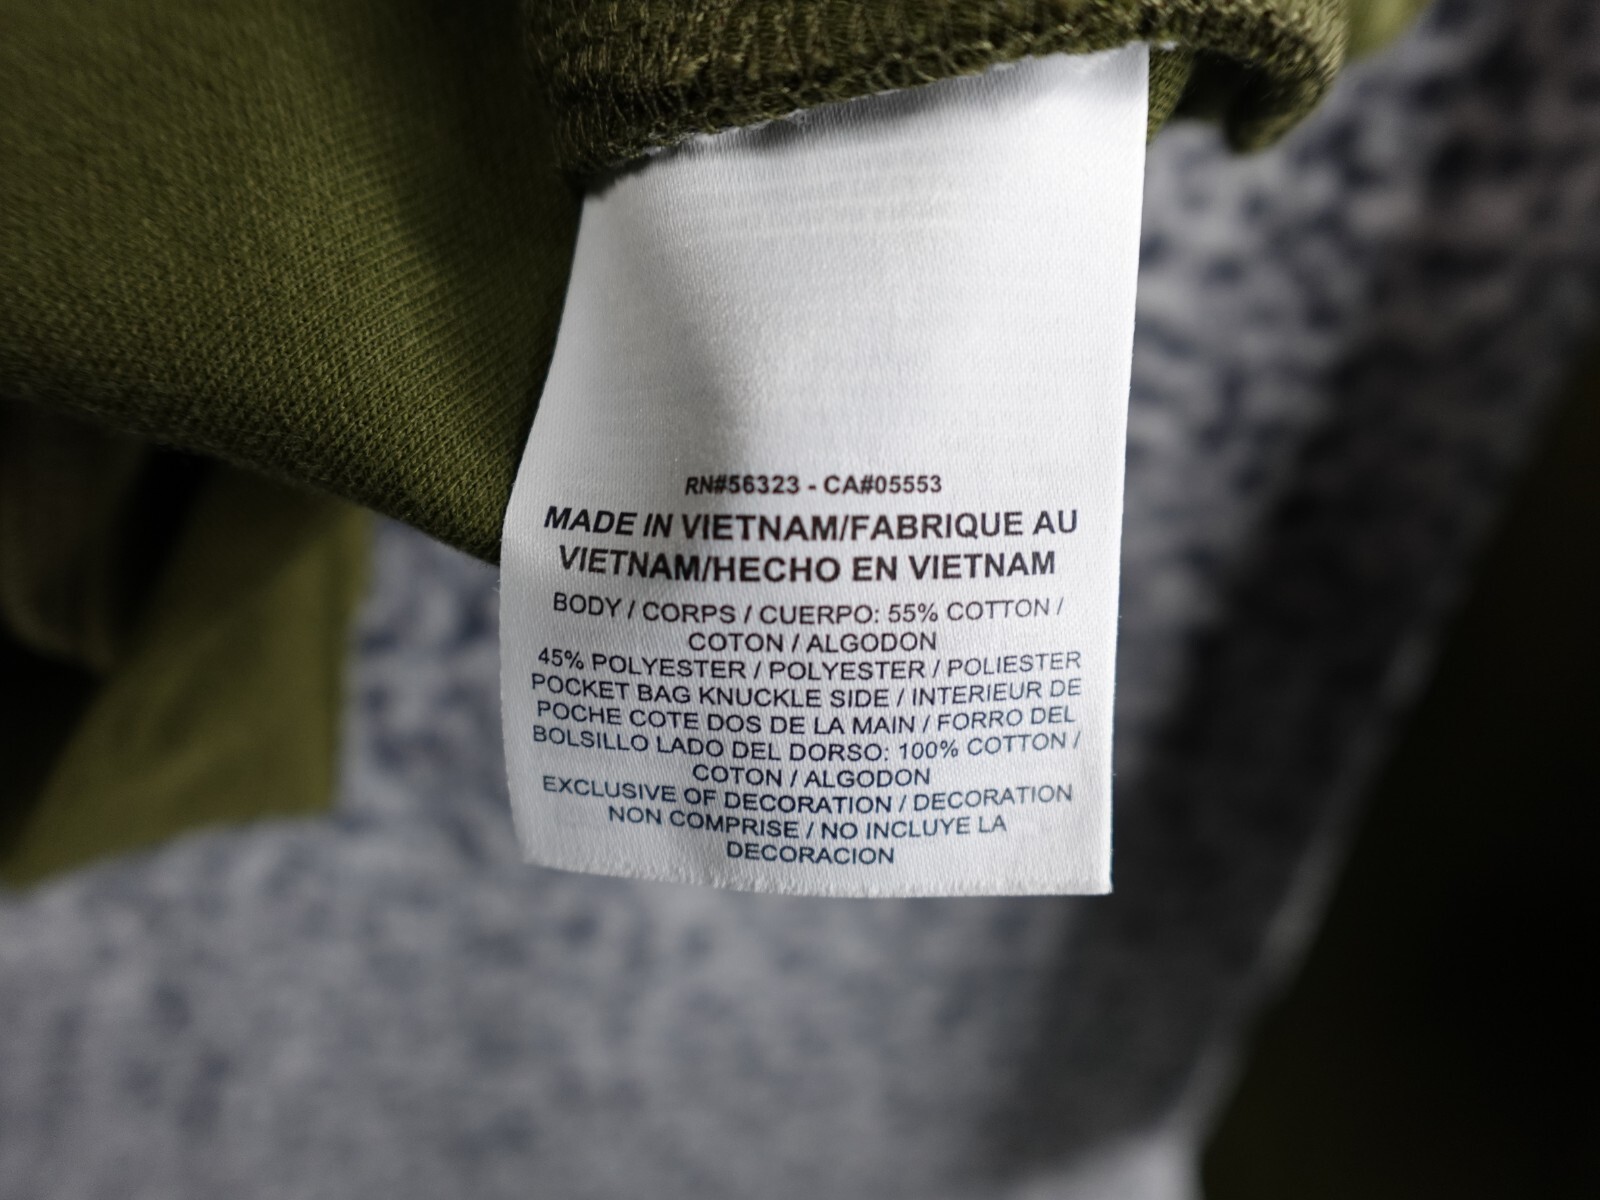 RN#56323 - CA#05553
MADE IN VIETNAM/FABRIQUE AU
VIETNAM/HECHO EN VIETNAM
BODY / CORPS / CUERPO: 55% COTTON /
COTON / ALGODON
45% POLYESTER / POLYESTER / POLIESTER
POCKET BAG KNUCKLE SIDE / INTERIEUR DE
POCHE COTE DOS DE LA MAIN / FORRO DEL
BOLSILLO LADO DEL DORSO: 100% COTTON /
COTON / ALGODON
EXCLUSIVE OF DECORATION / DECORATION
NON COMPRISE / NO INCLUYE LA
DECORACION